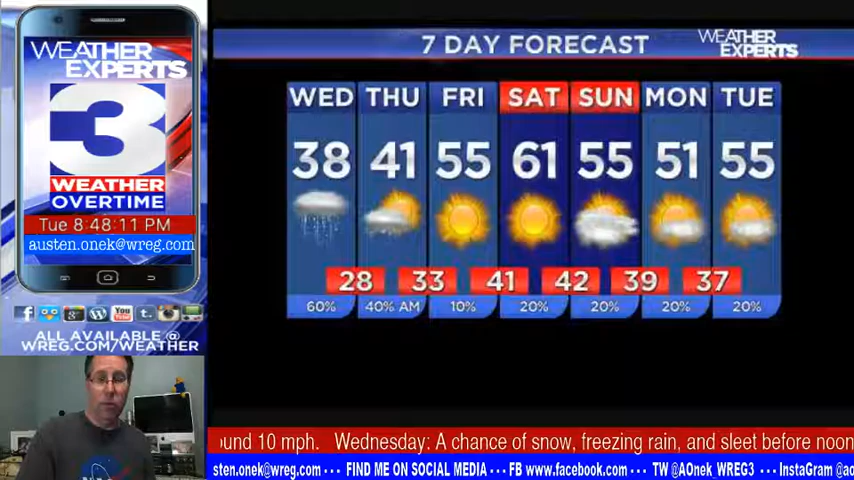 WEATHER
EXPERTS
3
WEATHER
OVERTIME
Tue 8:48:11 PM
austen.onek@wreg.com
f
g+
You
Tube
t.
ALL AVAILABLE @
WREG.COM/WEATHER
7 DAY FORECAST
WEATHER
EXPERTS
WED THU FRI SAT SUN MON TUE
38 41 55 61 55 51 55
28 33 41 42 39 37
60% 40% AM 10% 20% 20% 20% 20%
und 10 mph. Wednesday: A chance of snow, freezing rain, and sleet before noon
sten.onek@wreg.com --- FIND ME ON SOCIAL MEDIA --- FB www.facebook.com --- TW @AOnek_WREG3 --- InstaGram @ao